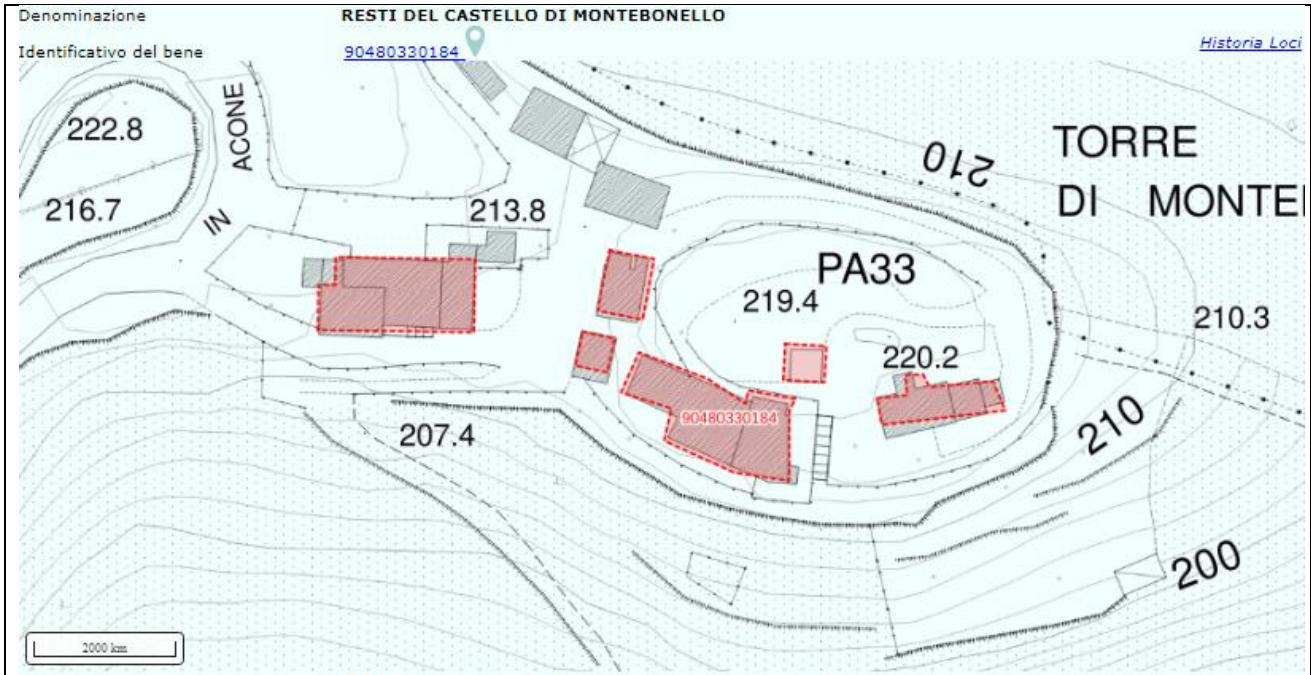 Denominazione RESTI DEL CASTELLO DI MONTEBONELLO
Identificativo del bene 90480330184
Historia Loci
222.8
ACONE
IN
216.7
213.8
210
TORRE
DI MONTE
PA33
219.4
210.3
220.2
90480330184
207.4
210
200
2000 km